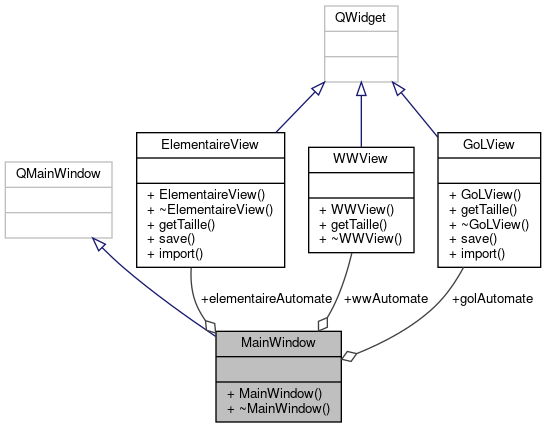 QWidget
ElementaireView
+ ElementaireView()
+ ~ElementaireView()
+ getTaille()
+ save()
+ import()
WWView
+ WWView()
+ getTaille()
+ ~WWView()
GoLView
+ GoLView()
+ getTaille()
+ ~GoLView()
+ save()
+ import()
QMainWindow
+elementaireAutomate
+wwAutomate
+golAutomate
MainWindow
+ MainWindow()
+ ~MainWindow()